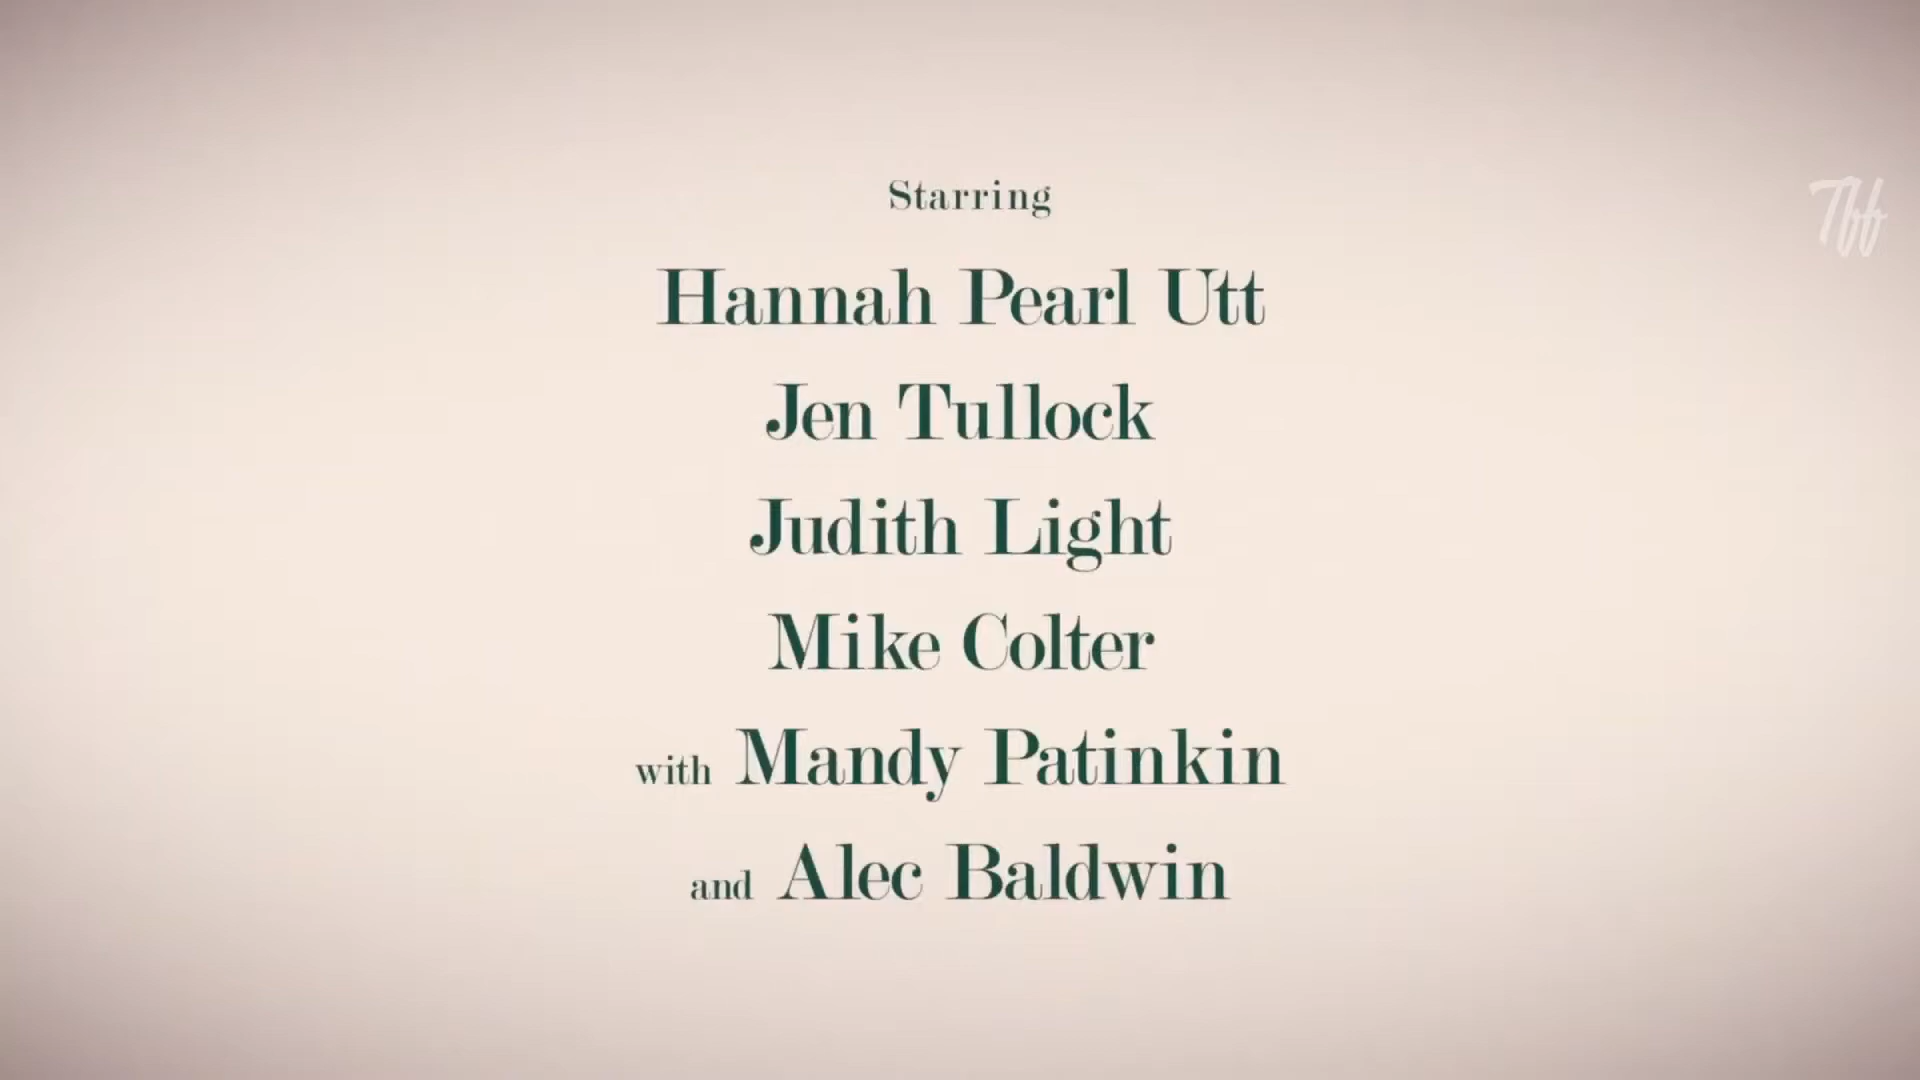 Starring
Hannah Pearl Utt
Jen Tullock
Judith Light
Mike Colter
with Mandy Patinkin
and Alec Baldwin